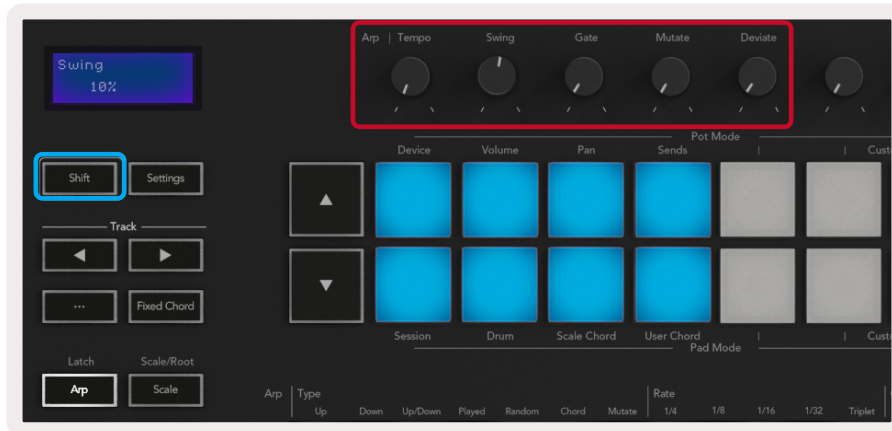 Arp | Tempo Swing Gate Mutate Deviate
Swing
10%
Pot Mode
Device Volume Pan Sends
Shift Settings
Track
... Fixed Chord
Session Drum Scale Chord User Chord
Pad Mode
Latch Scale/Root
Arp Scale
Arp Type Rate
Up Down Up/Down Played Random Chord Mutate 1/4 1/8 1/16 1/32 Triplet